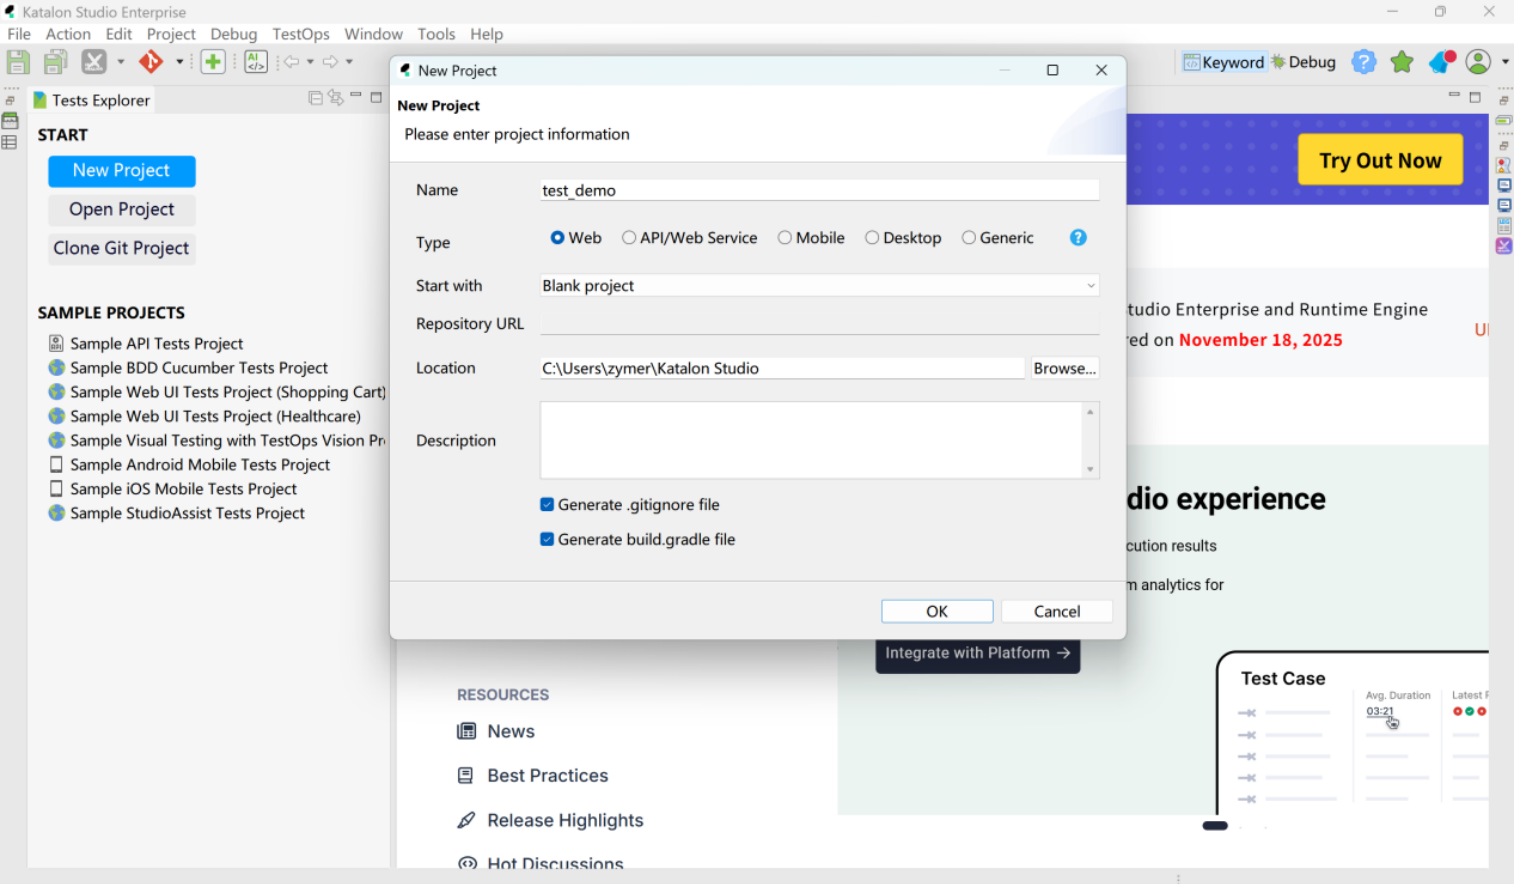 Katalon Studio Enterprise
File Action Edit Project Debug TestOps Window Tools Help
Keyword Debug
Tests Explorer
START
New Project
Open Project
Clone Git Project
SAMPLE PROJECTS
Sample API Tests Project
Sample BDD Cucumber Tests Project
Sample Web UI Tests Project (Shopping Cart)
Sample Web UI Tests Project (Healthcare)
Sample Visual Testing with TestOps Vision Pr
Sample Android Mobile Tests Project
Sample iOS Mobile Tests Project
Sample StudioAssist Tests Project
New Project
New Project
Please enter project information
Name test_demo
Type Web API/Web Service Mobile Desktop Generic ?
Start with Blank project
Repository URL
Location C:\Users\zymer\Katalon Studio Browse...
Description
Generate .gitignore file
Generate build.gradle file
OK Cancel
Try Out Now
tudio Enterprise and Runtime Engine
red on November 18, 2025
dio experience
cution results
m analytics for
Integrate with Platform →
Test Case
Avg. Duration Latest
03:21
RESOURCES
News
Best Practices
Release Highlights
Hot Discussions